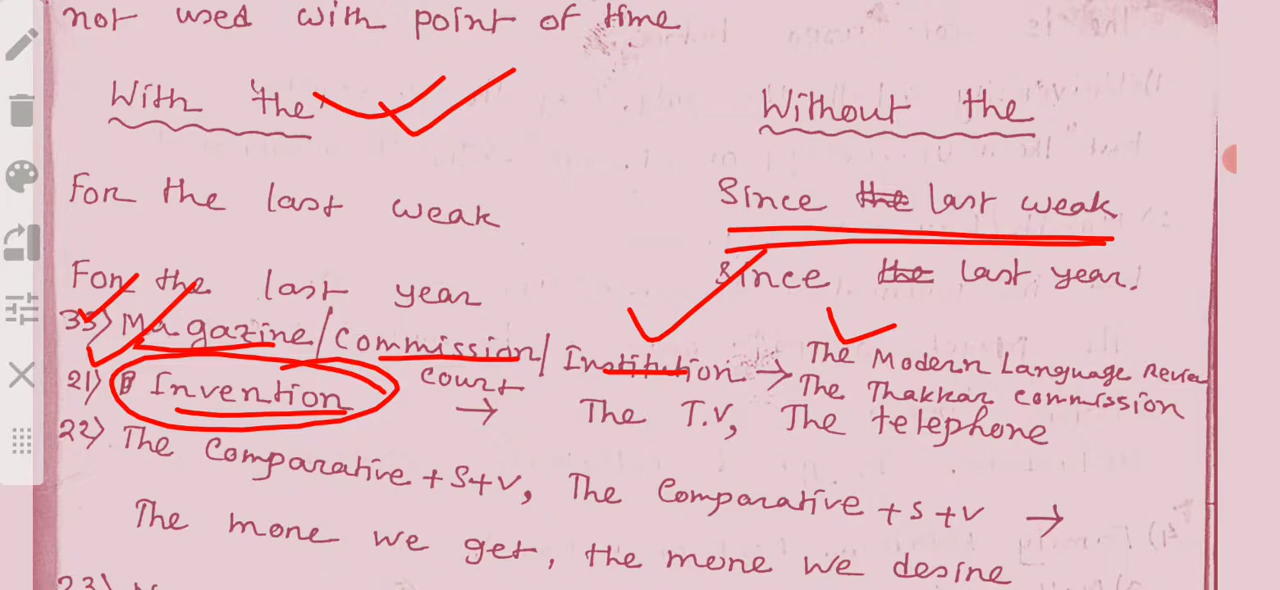 not used with point of time
With 'the' Without the
For the last weak Since the last weak
For the last year Since the last year.
33) Magazine/Commission/Institution → The Modern Language Review
court The Thakkar commission
21) Invention → The T.V, The telephone
22) The Comparative + S+V, The Comparative + S + V →
The more we get, the more we desire
23)